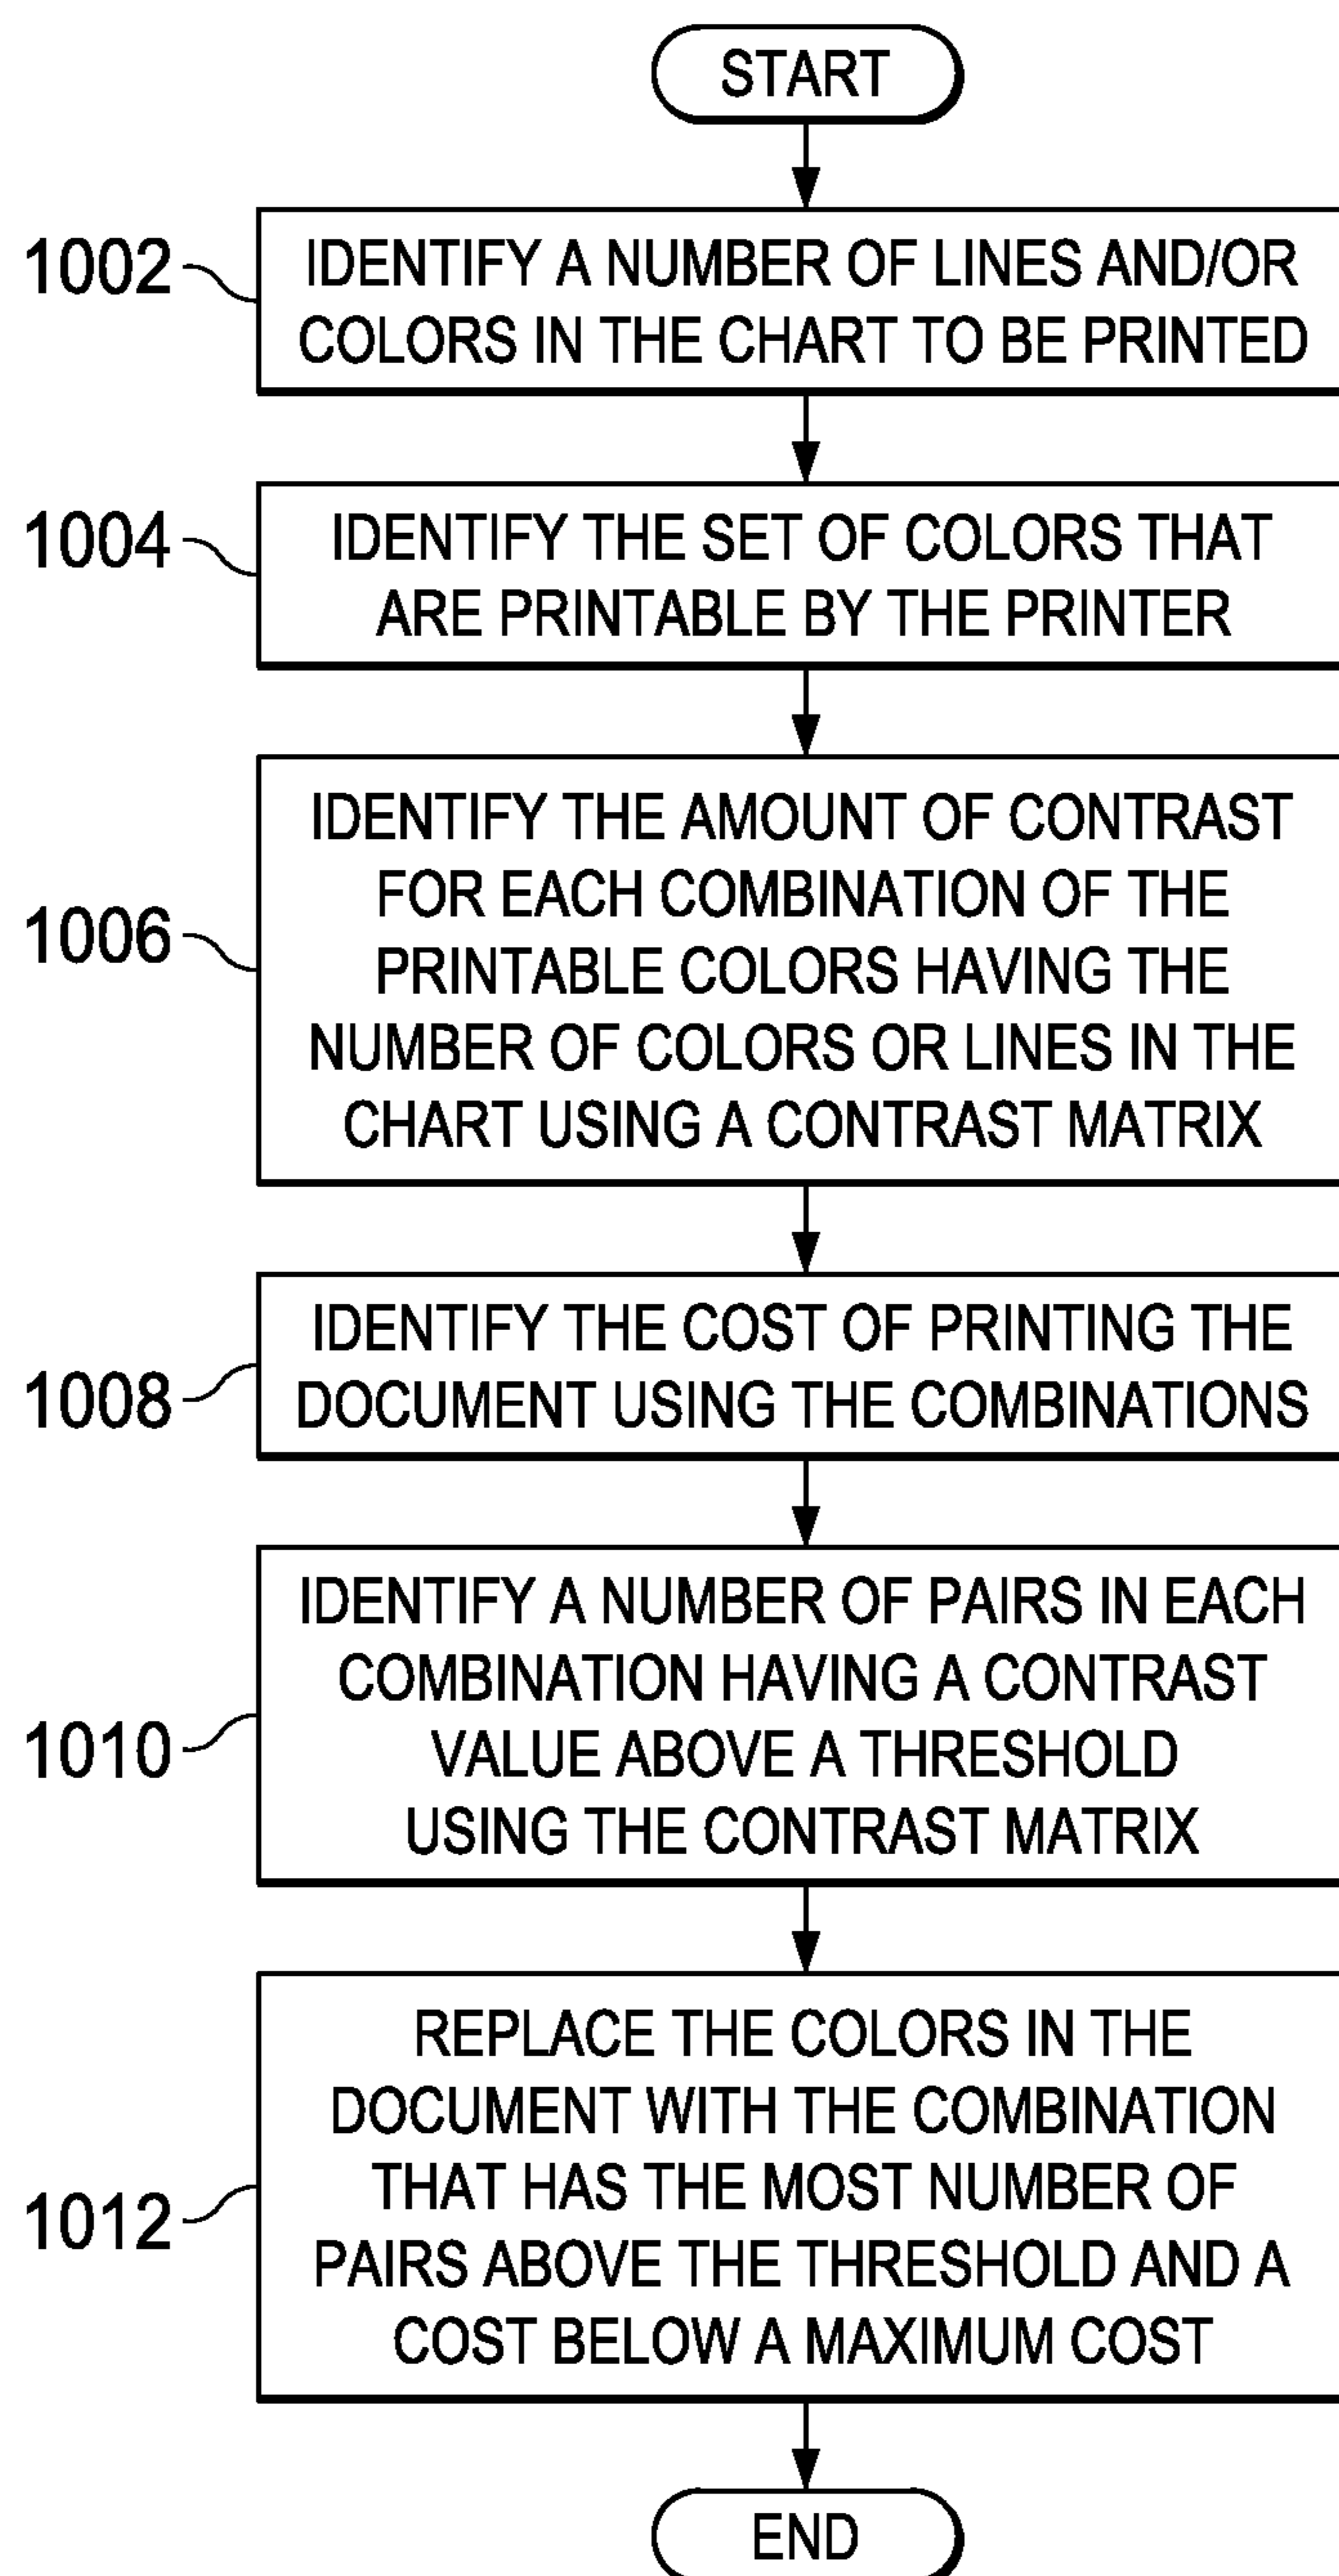 START
1002
IDENTIFY A NUMBER OF LINES AND/OR
COLORS IN THE CHART TO BE PRINTED
1004
IDENTIFY THE SET OF COLORS THAT
ARE PRINTABLE BY THE PRINTER
1006
IDENTIFY THE AMOUNT OF CONTRAST
FOR EACH COMBINATION OF THE
PRINTABLE COLORS HAVING THE
NUMBER OF COLORS OR LINES IN THE
CHART USING A CONTRAST MATRIX
1008
IDENTIFY THE COST OF PRINTING THE
DOCUMENT USING THE COMBINATIONS
1010
IDENTIFY A NUMBER OF PAIRS IN EACH
COMBINATION HAVING A CONTRAST
VALUE ABOVE A THRESHOLD
USING THE CONTRAST MATRIX
1012
REPLACE THE COLORS IN THE
DOCUMENT WITH THE COMBINATION
THAT HAS THE MOST NUMBER OF
PAIRS ABOVE THE THRESHOLD AND A
COST BELOW A MAXIMUM COST
END